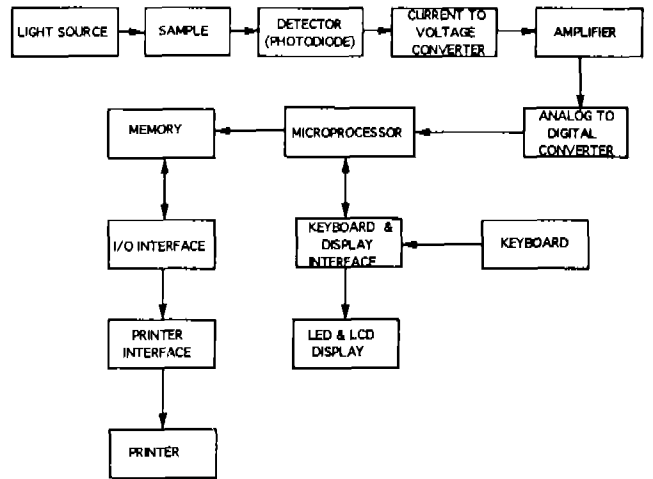 LIGHT SOURCE
SAMPLE
DETECTOR
(PHOTODIODE)
CURRENT TO
VOLTAGE
CONVERTER
AMPLIFIER
MEMORY
MICROPROCESSOR
ANALOG TO
DIGITAL
CONVERTER
I/O INTERFACE
KEYBOARD &
DISPLAY
INTERFACE
KEYBOARD
PRINTER
INTERFACE
LED & LCD
DISPLAY
PRINTER